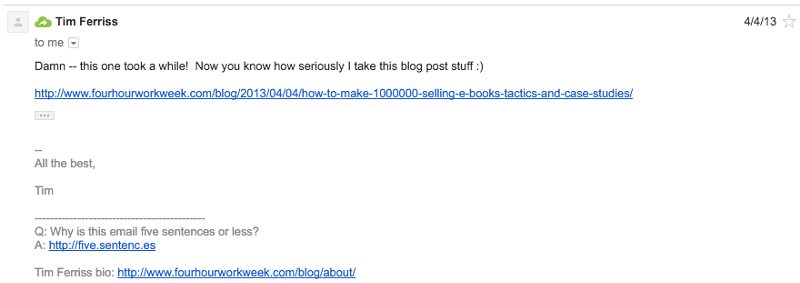 Tim Ferriss 4/4/13
to me
Damn -- this one took a while!  Now you know how seriously I take this blog post stuff :)
http://www.fourhourworkweek.com/blog/2013/04/04/how-to-make-1000000-selling-e-books-tactics-and-case-studies/
--
All the best,
Tim
--------------------------------------------
Q: Why is this email five sentences or less?
A: http://five.sentenc.es
Tim Ferriss bio: http://www.fourhourworkweek.com/blog/about/